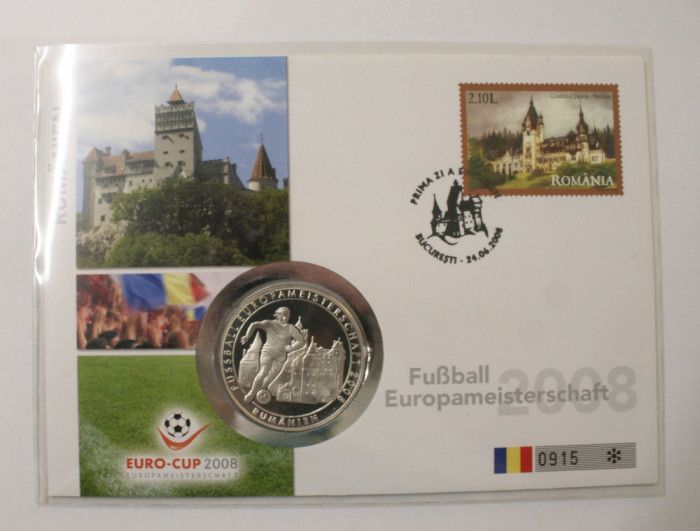 RUMÄNIEN
2.10L
ROMÂNIA
PRIMA ZI A
BUCUREŞTI - 24.06.2008
FUSSBALL EUROPAMEISTERSCHAFT 2008
RUMÄNIEN
Fußball
Europameisterschaft
2008
EURO-CUP 2008
EUROPAMEISTERSCHAFT
0915